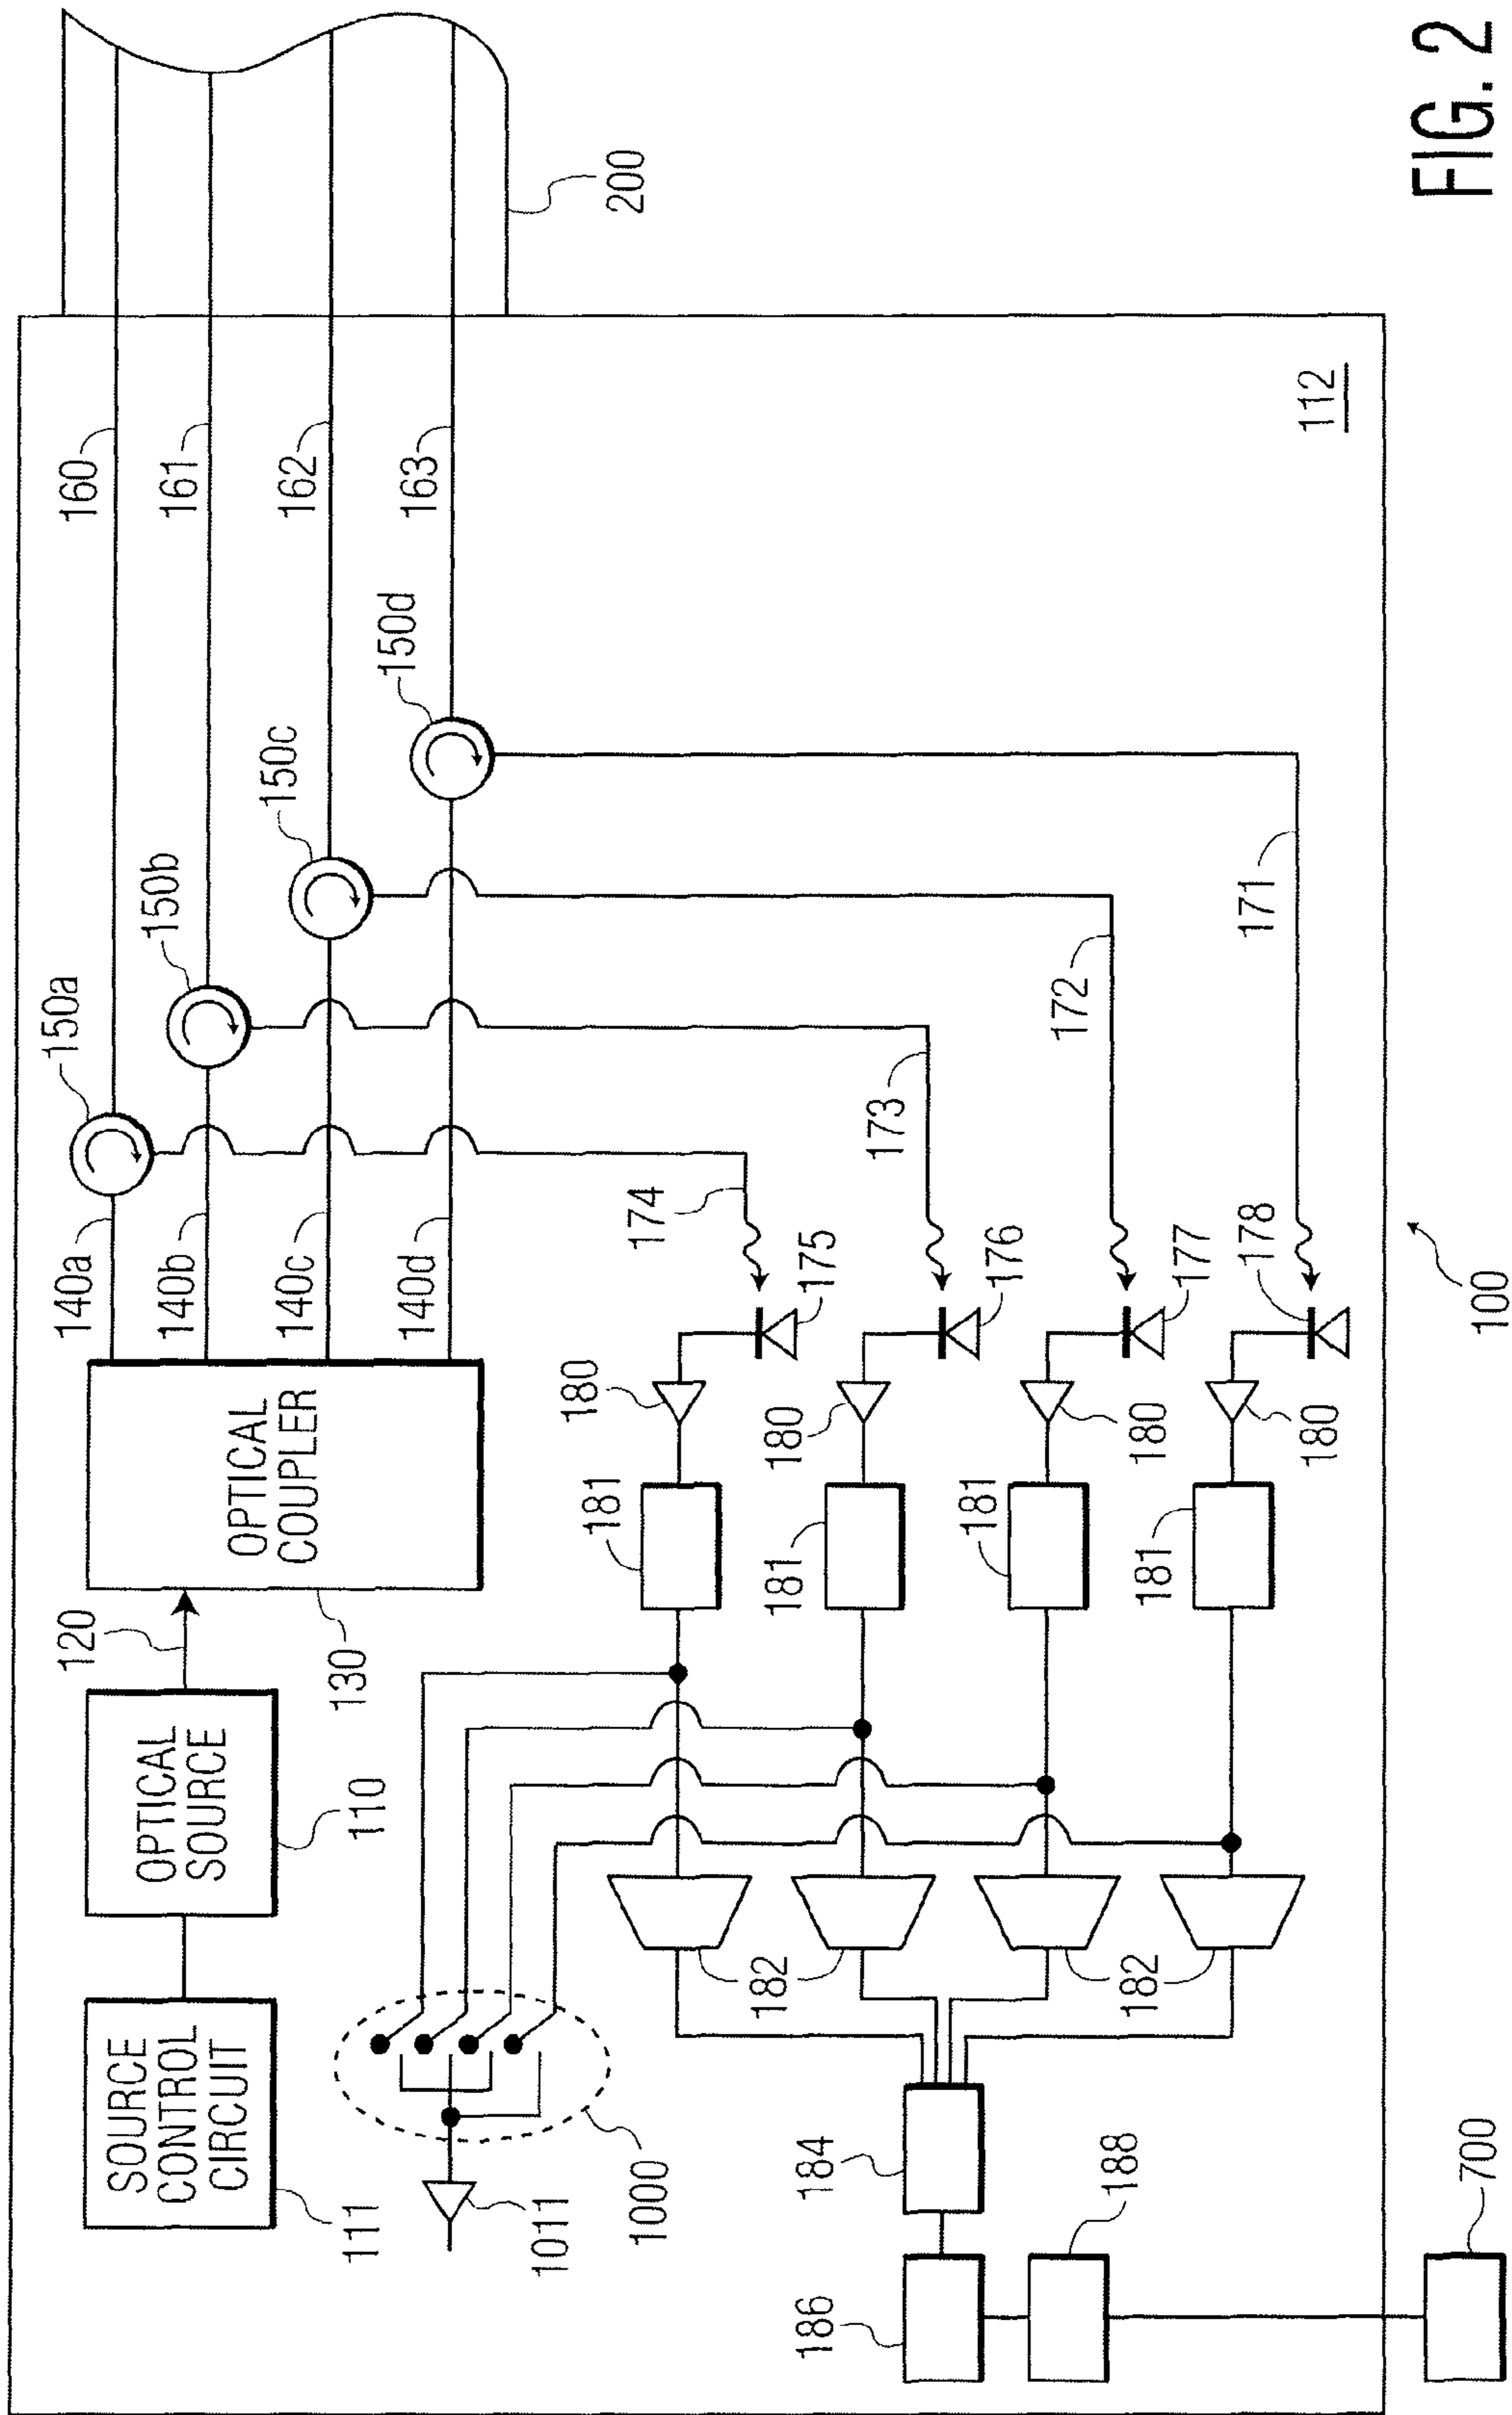 SOURCE
CONTROL
CIRCUIT
111
OPTICAL
SOURCE
110
120
OPTICAL
COUPLER
130
140a
140b
140c
140d
150a
150b
150c
150d
160
161
162
163
200
1011
1000
182
182
181
181
181
181
180
180
180
180
174
173
172
171
175
176
177
178
184
186
188
700
112
100
FIG. 2